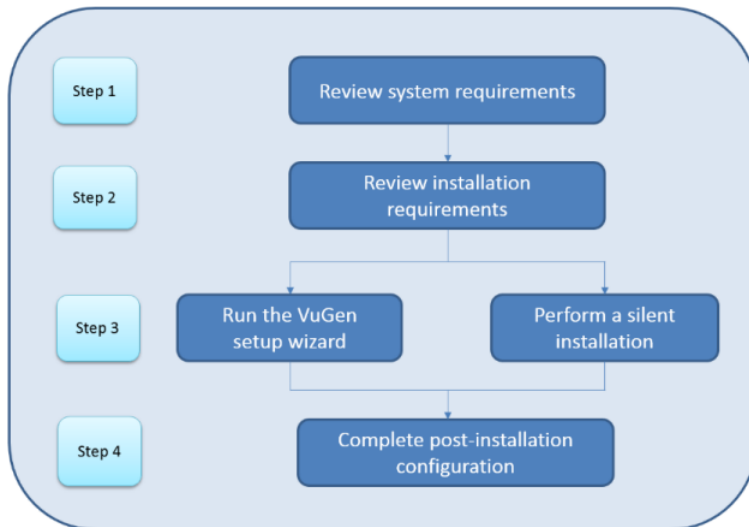 Step 1
Review system requirements
Step 2
Review installation
requirements
Step 3
Run the VuGen
setup wizard
Perform a silent
installation
Step 4
Complete post-installation
configuration